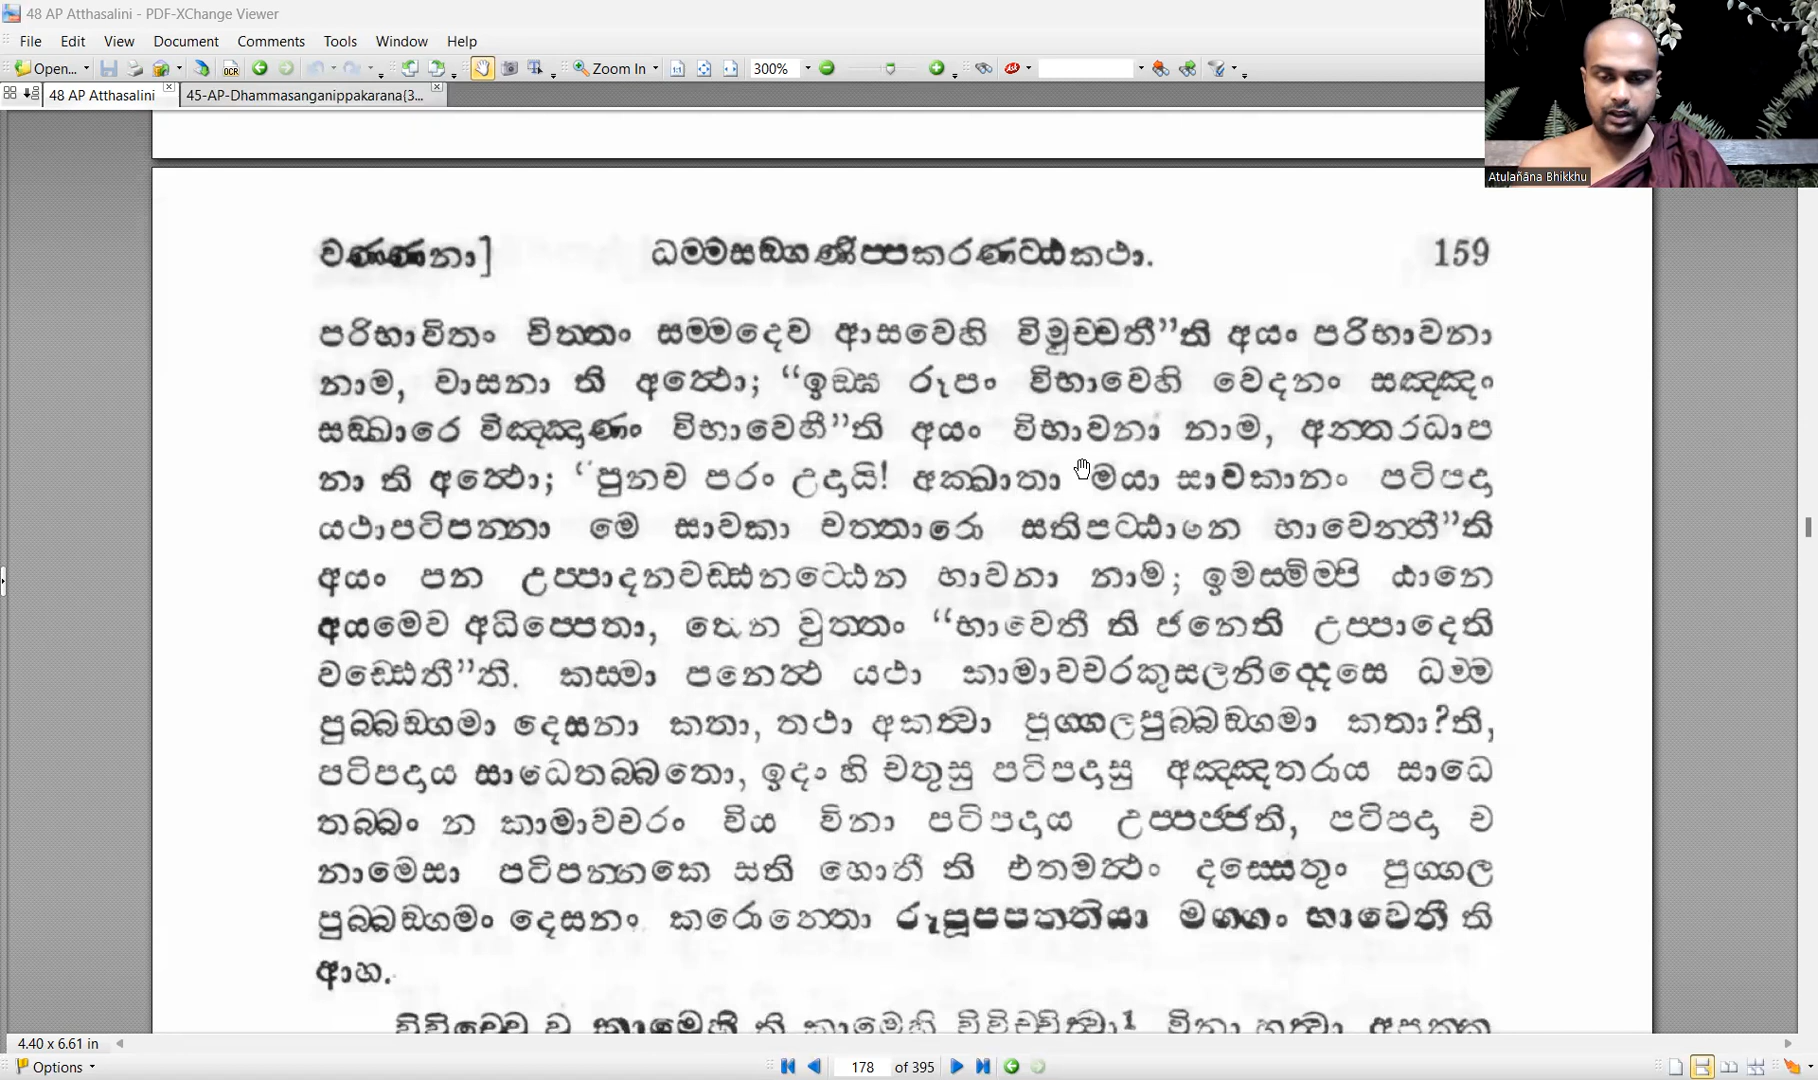 48 AP Atthasalini - PDF-XChange Viewer
File Edit View Document Comments Tools Window Help
Open... OCR Zoom In 300%
48 AP Atthasalini 45-AP-Dhammasanganippakarana{3...
Atulañāna Bhikkhu
වණ්ණනා] ධම්මසඞ්ගණිප්පකරණට්ඨකථා. 159
පරිභාවිතං චිත්තං සම්මදෙව ආසවෙහි විමුච්චතී”ති අයං පරිභාවනා
නාම, වාසනා ති අත්ථො; “ඉඞ්ඝ රූපං විභාවෙහි වෙදනං සඤ්ඤං
සඞ්ඛාරෙ විඤ්ඤාණං විභාවෙහී”ති අයං විභාවනා නාම, අන්තරධාප
නා ති අත්ථො; “පුනච පරං උදායි! අක්ඛාතා මයා සාවකානං පටිපදා
යථාපටිපන්නා මෙ සාවකා චත්තාරො සතිපට්ඨානෙ භාවෙන්තී”ති
අයං පන උප්පාදනවඩ්ඪනට්ඨෙන භාවනා නාම; ඉමස්මිම්පි ඨානෙ
අයමෙව අධිප්පෙතා, තෙන වුත්තං “භාවෙතී ති ජනෙති උප්පාදෙති
වඩ්ඪෙතී”ති. කස්මා පනෙත්ථ යථා කාමාවචරකුසලනිද්දෙසෙ ධම්ම
පුබ්බඞ්ගමා දෙසනා කතා, තථා අකත්වා පුග්ගලපුබ්බඞ්ගමා කතා?ති,
පටිපදාය සාධෙතබ්බතො, ඉදං හි චතුසු පටිපදාසු අඤ්ඤතරාය සාධෙ
තබ්බං න කාමාවචරං විය විනා පටිපදාය උප්පජ්ජති, පටිපදා ච
නාමෙසා පටිපන්නකෙ සති හොතී ති එතමත්ථං දස්සෙතුං පුග්ගල
පුබ්බඞ්ගමං දෙසනං කරොන්තො රූපූපපත්තියා මග්ගං භාවෙතී ති
ආහ.
විවිච්චෙව කාමෙහී ති කාමෙහි විවිච්චිත්වා1 විනා හුත්වා අපක්ක
4.40 x 6.61 in
Options 178 of 395